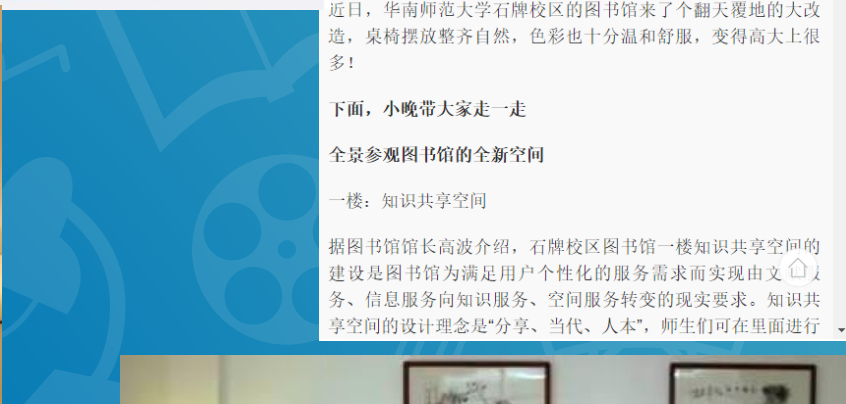 近日，华南师范大学石牌校区的图书馆来了个翻天覆地的大改
造，桌椅摆放整齐自然，色彩也十分温和舒服，变得高大上很
多！
下面，小晚带大家走一走
全景参观图书馆的全新空间
一楼：知识共享空间
据图书馆馆长高波介绍，石牌校区图书馆一楼知识共享空间的
建设是图书馆为满足用户个性化的服务需求而实现由文
务、信息服务向知识服务、空间服务转变的现实要求。知识共
享空间的设计理念是“分享、当代、人本”，师生们可在里面进行